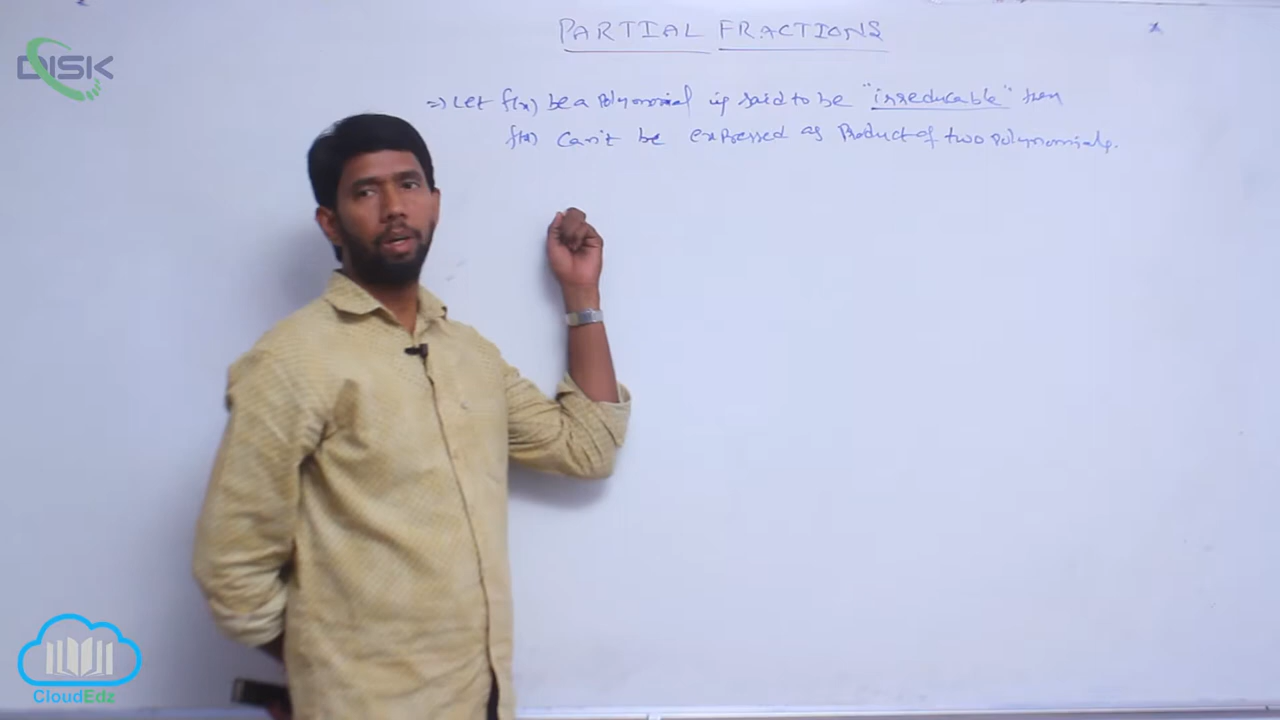 DISK
PARTIAL FRACTIONS
=) Let f(x) be a Polynomial is said to be "irreducable" then
f(x) can't be expressed as Product of two polynomials.
CloudEdz